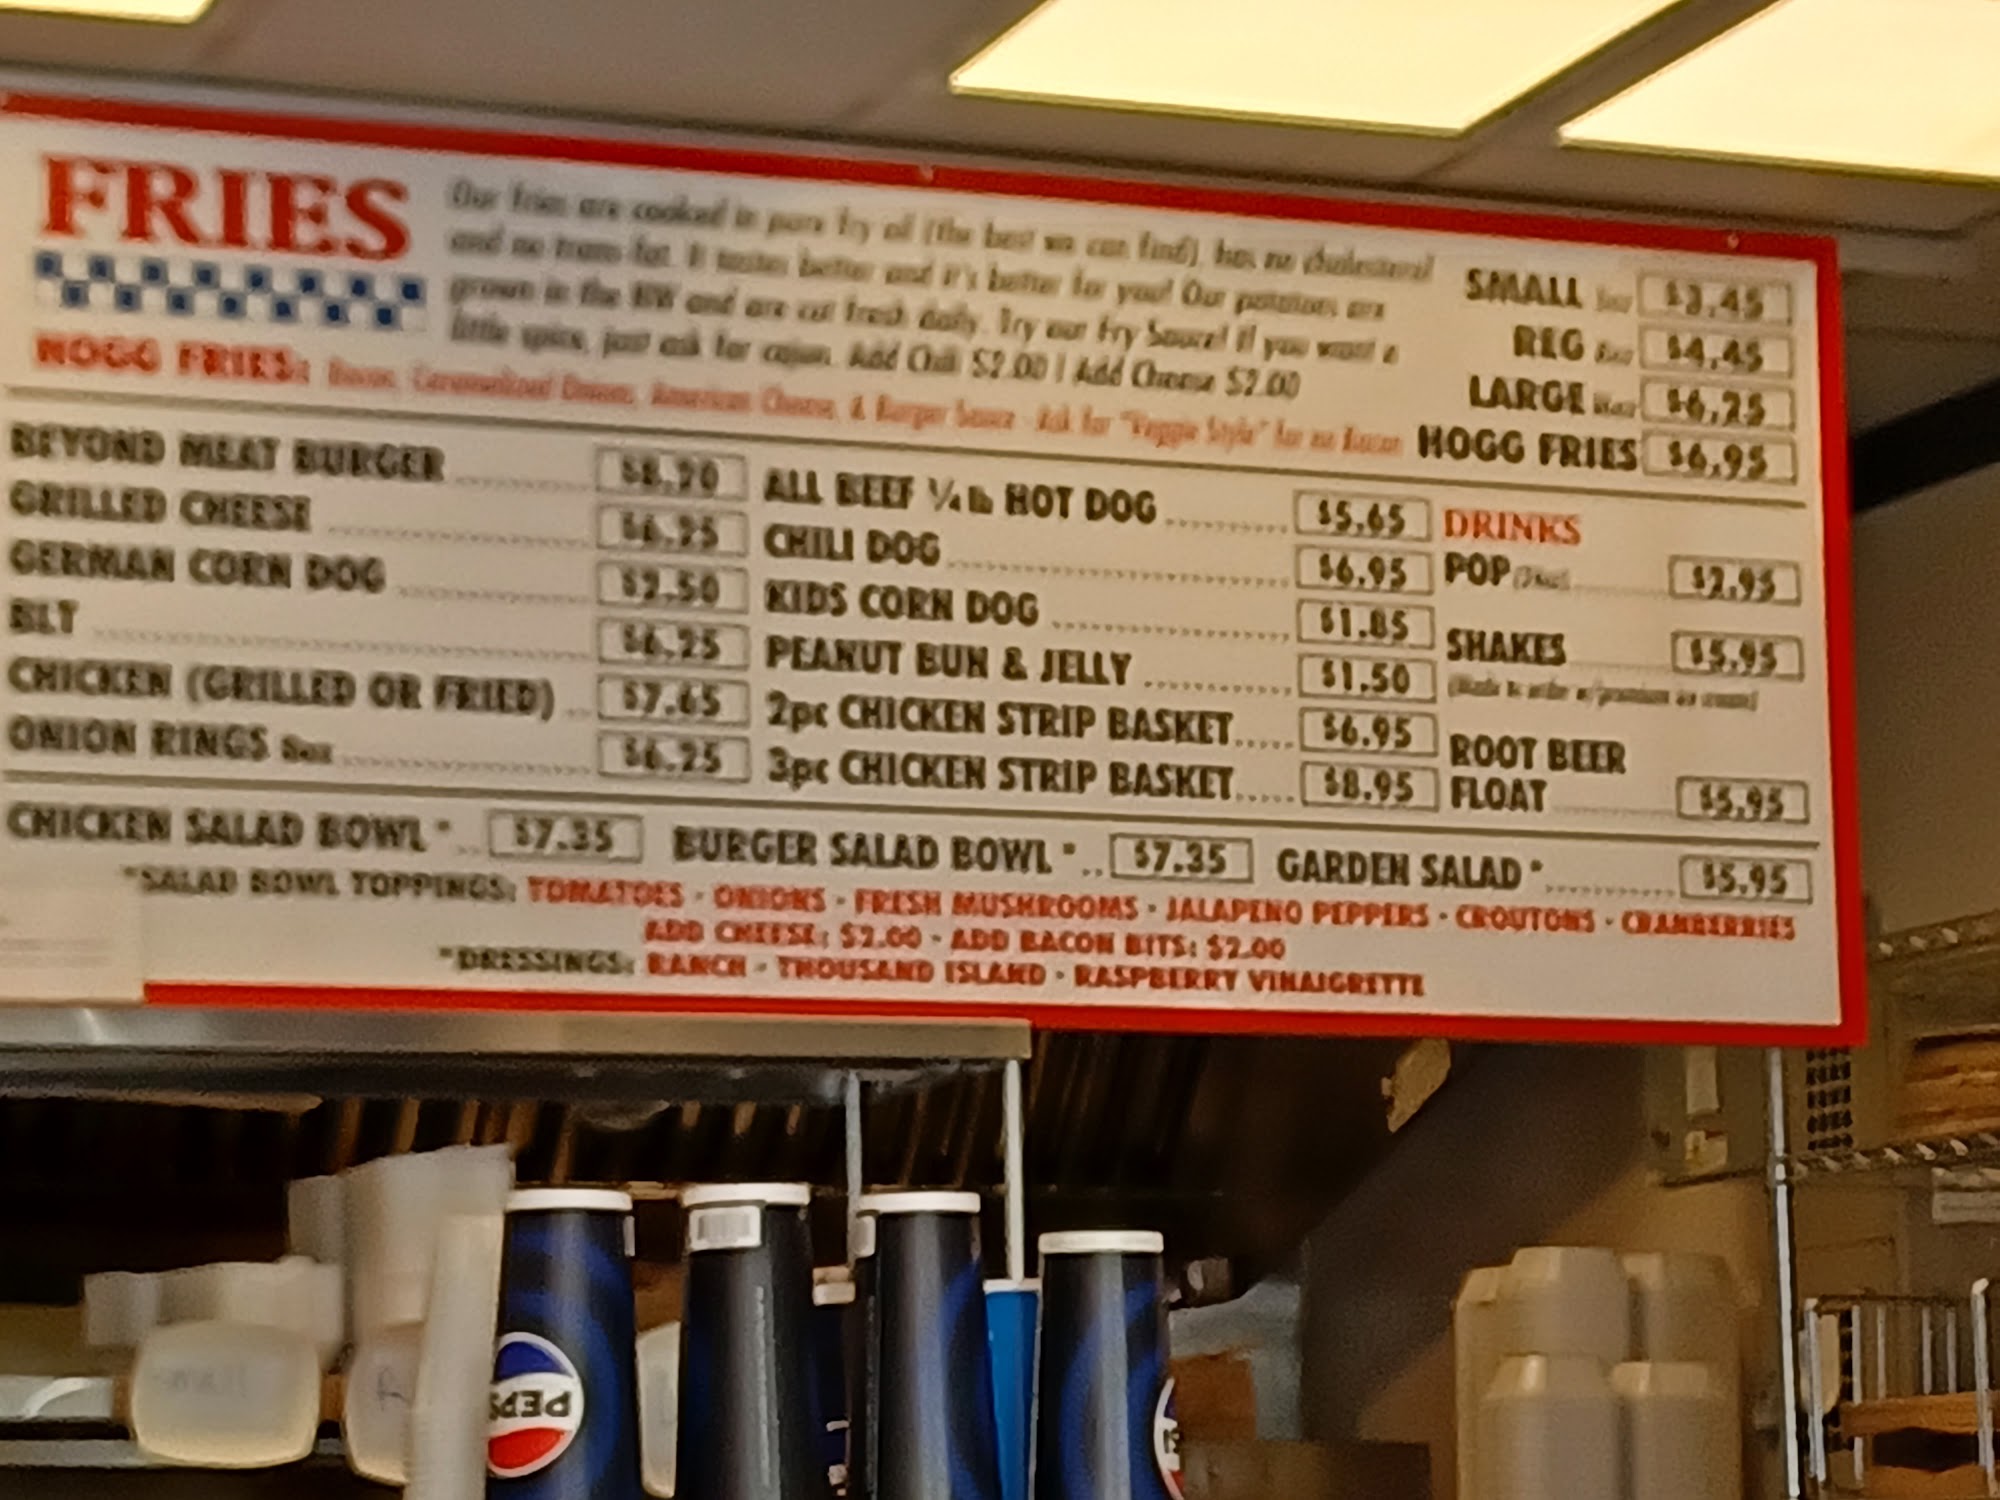 FRIES
Our fries are cooked in pure fry oil (the best we can find), has no cholesterol
and no trans-fat. It tastes better and it's better for you! Our potatoes are
grown in the NW and are cut fresh daily. Try our Fry Sauce! If you want a
little spice, just ask for cajun. Add Chili $2.00 | Add Cheese $2.00
HOGG FRIES: Bacon, Caramelized Onions, American Cheese, & Burger Sauce - Ask for "Veggie Style" for no Bacon
SMALL $3.45
REG $4.45
LARGE $6.25
HOGG FRIES $6.95
BEYOND MEAT BURGER
GRILLED CHEESE $6.25
GERMAN CORN DOG $2.50
BLT $6.25
CHICKEN (GRILLED OR FRIED) $7.65
ONION RINGS 8oz $6.25
ALL BEEF ¼ lb HOT DOG $5.65
CHILI DOG $6.95
KIDS CORN DOG $1.85
PEANUT BUN & JELLY $1.50
2pc CHICKEN STRIP BASKET $6.95
3pc CHICKEN STRIP BASKET $8.95
DRINKS
POP $2.95
SHAKES $5.95
(Made to order w/premium ice cream)
ROOT BEER
FLOAT $5.95
CHICKEN SALAD BOWL * $7.35 BURGER SALAD BOWL * $7.35 GARDEN SALAD * $5.95
*SALAD BOWL TOPPINGS: TOMATOES - ONIONS - FRESH MUSHROOMS - JALAPENO PEPPERS - CROUTONS - CRANBERRIES
ADD CHEESE: $2.00 - ADD BACON BITS: $2.00
*DRESSINGS: RANCH - THOUSAND ISLAND - RASPBERRY VINAIGRETTE
PEPSI